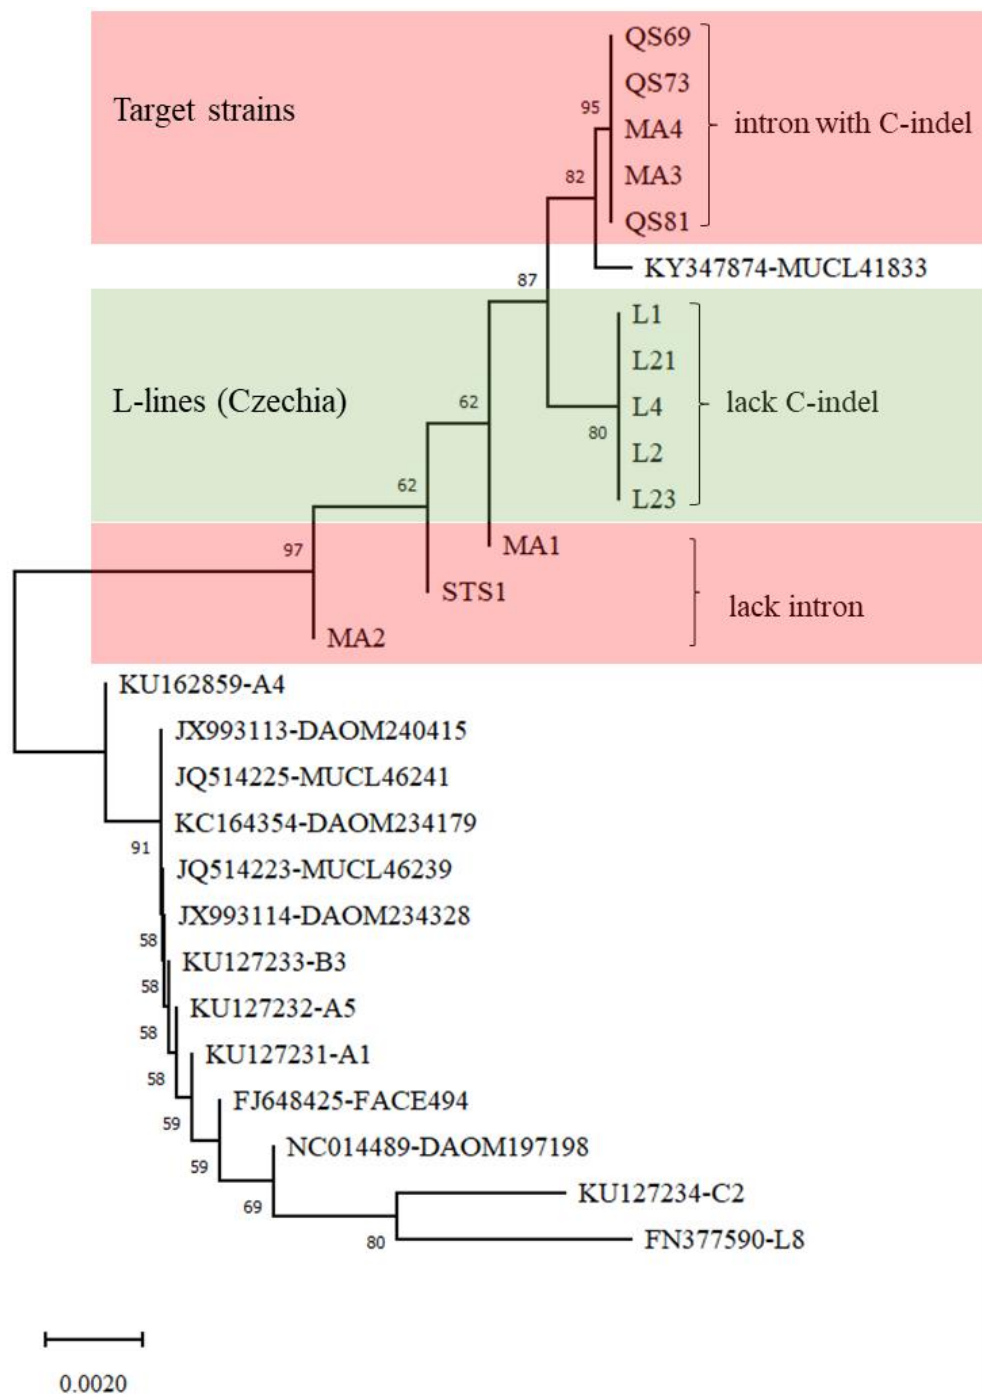 QS69
QS73
Target strains
95
MA4
intron with C-indel
MA3
82
QS81
KY347874-MUCL41833
87
L1
L21
L-lines (Czechia)
62
L4
lack C-indel
80
L2
62
L23
97
MA1
STS1
lack intron
MA2
KU162859-A4
JX993113-DAOM240415
JQ514225-MUCL46241
KC164354-DAOM234179
91
JQ514223-MUCL46239
JX993114-DAOM234328
58
KU127233-B3
58
KU127232-A5
58
KU127231-A1
58
FJ648425-FACE494
59
NC014489-DAOM197198
59
KU127234-C2
69
FN377590-L8
80
0.0020